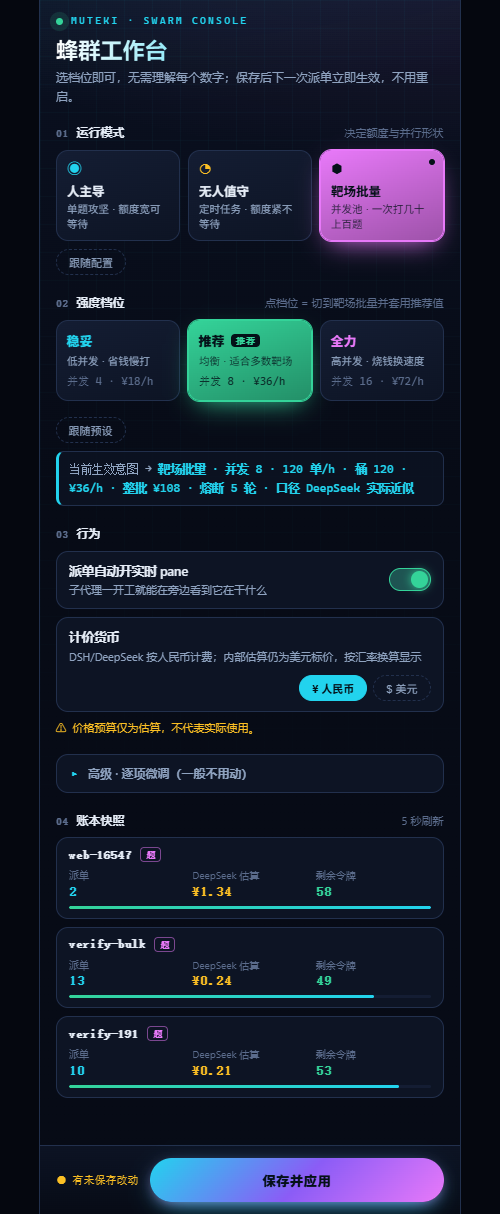 MUTEKI · SWARM CONSOLE
蜂群工作台
选档位即可，无需理解每个数字；保存后下一次派单立即生效，不用重
启。
01 运行模式 决定额度与并行形状
人主导
单题攻坚 · 额度宽可
等待
无人值守
定时任务 · 额度紧不
等待
靶场批量
并发池 · 一次打几十
上百题
跟随配置
02 强度档位 点档位 = 切到靶场批量并套用推荐值
稳妥
低并发 · 省钱慢打
并发 4 · ¥18/h
推荐 推荐
均衡 · 适合多数靶场
并发 8 · ¥36/h
全力
高并发 · 烧钱换速度
并发 16 · ¥72/h
跟随预设
当前生效意图 → 靶场批量 · 并发 8 · 120 单/h · 桶 120 ·
¥36/h · 整批 ¥108 · 熔断 5 轮 · 口径 DeepSeek 实际近似
03 行为
派单自动开实时 pane
子代理一开工就能在旁边看到它在干什么
计价货币
DSH/DeepSeek 按人民币计费；内部估算仍为美元标价，按汇率换算显示
¥ 人民币 $ 美元
⚠ 价格预算仅为估算，不代表实际使用。
► 高级 · 逐项微调（一般不用动）
04 账本快照 5 秒刷新
web-16547 超
派单 DeepSeek 估算 剩余令牌
2 ¥1.34 58
verify-bulk 超
派单 DeepSeek 估算 剩余令牌
13 ¥0.24 49
verify-191 超
派单 DeepSeek 估算 剩余令牌
10 ¥0.21 53
有未保存改动 保存并应用